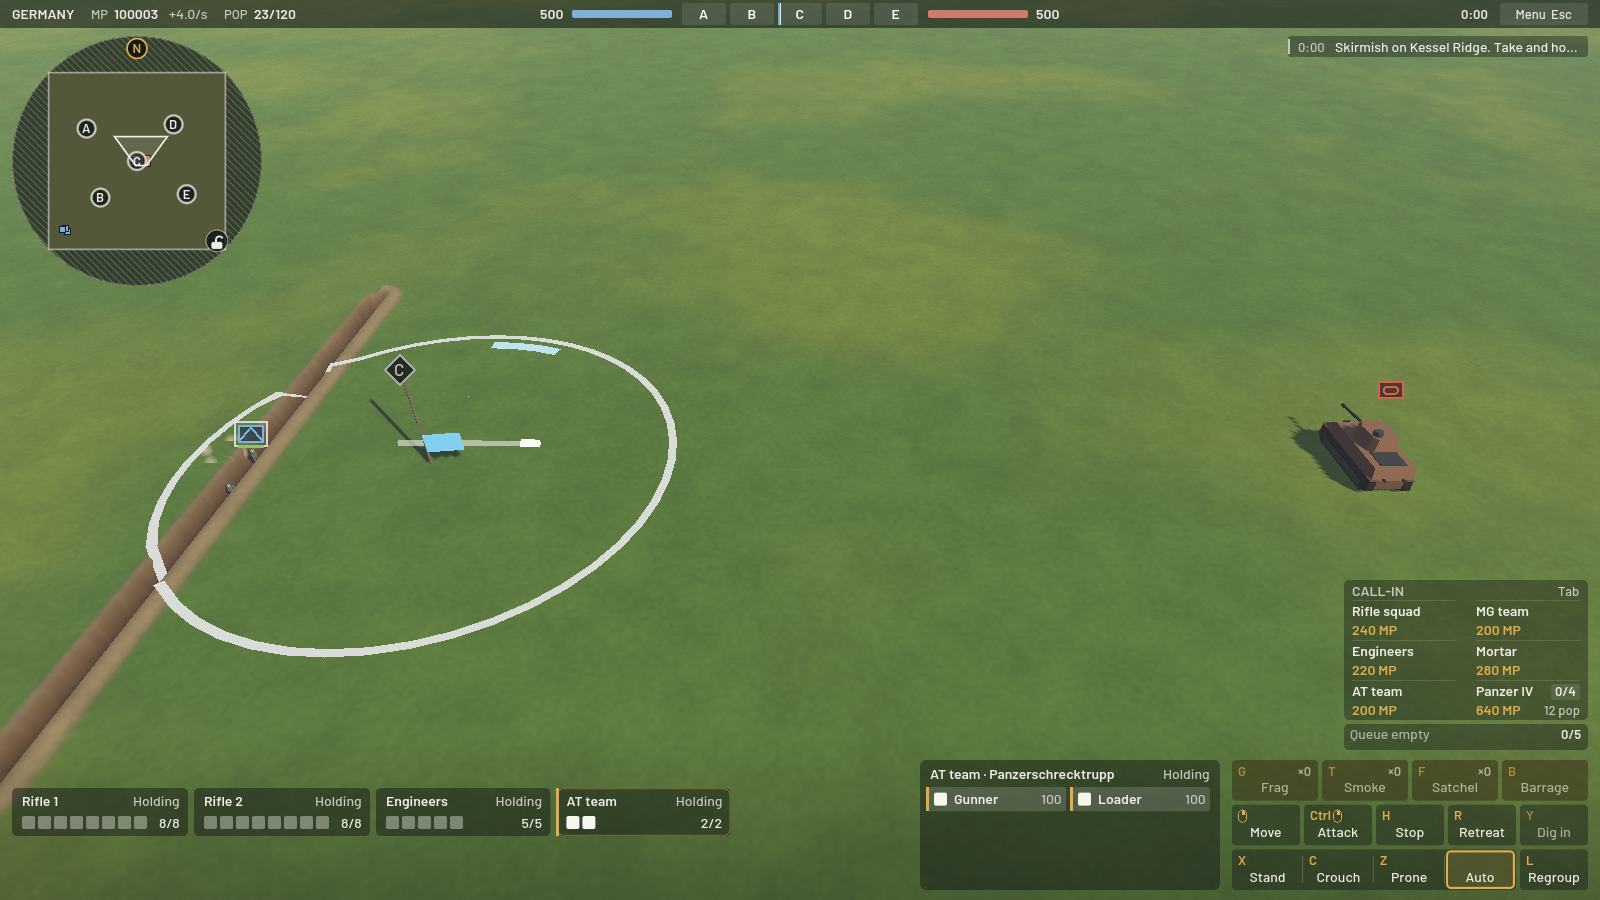 GERMANY MP 100003 +4.0/s POP 23/120
500 A B C D E 500
0:00 Menu Esc
0:00 Skirmish on Kessel Ridge. Take and ho...
N
A
D
C
B
E
C
CALL-IN Tab
Rifle squad MG team
240 MP 200 MP
Engineers Mortar
220 MP 280 MP
AT team Panzer IV 0/4
200 MP 640 MP 12 pop
Queue empty 0/5
Rifle 1 Holding
8/8
Rifle 2 Holding
8/8
Engineers Holding
5/5
AT team Holding
2/2
AT team · Panzerschrecktrupp Holding
Gunner 100 Loader 100
G ×0 T ×0 F ×0 B
Frag Smoke Satchel Barrage
Ctrl H R Y
Move Attack Stop Retreat Dig in
X C Z L
Stand Crouch Prone Auto Regroup